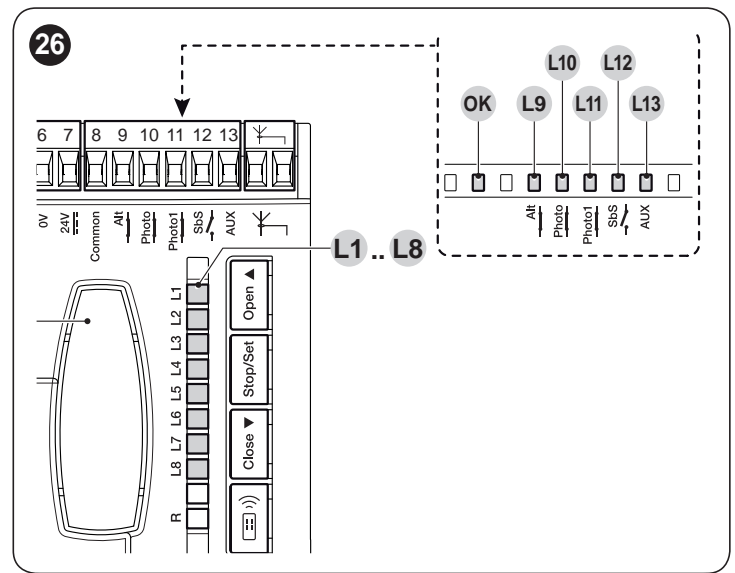 26
L10
L12
OK
L9
L11
L13
6 7 8 9 10 11 12 13
0V
24V
Common
Alt
Photo
Photo1
SbS
AUX
Alt
Photo
Photo1
SbS
AUX
L1 .. L8
L1
L2
L3
L4
L5
L6
L7
L8
R
Open ▲
Stop/Set
Close ▼